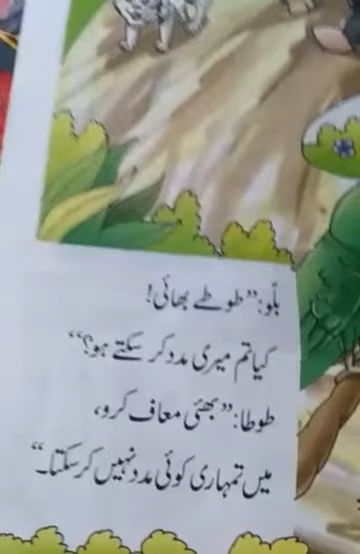 بلّو:”طوطے بھائی!
کیا تم میری مدد کر سکتے ہو؟“
طوطا:”بھئی معاف کرو،
میں تمہاری کوئی مدد نہیں کر سکتا۔“